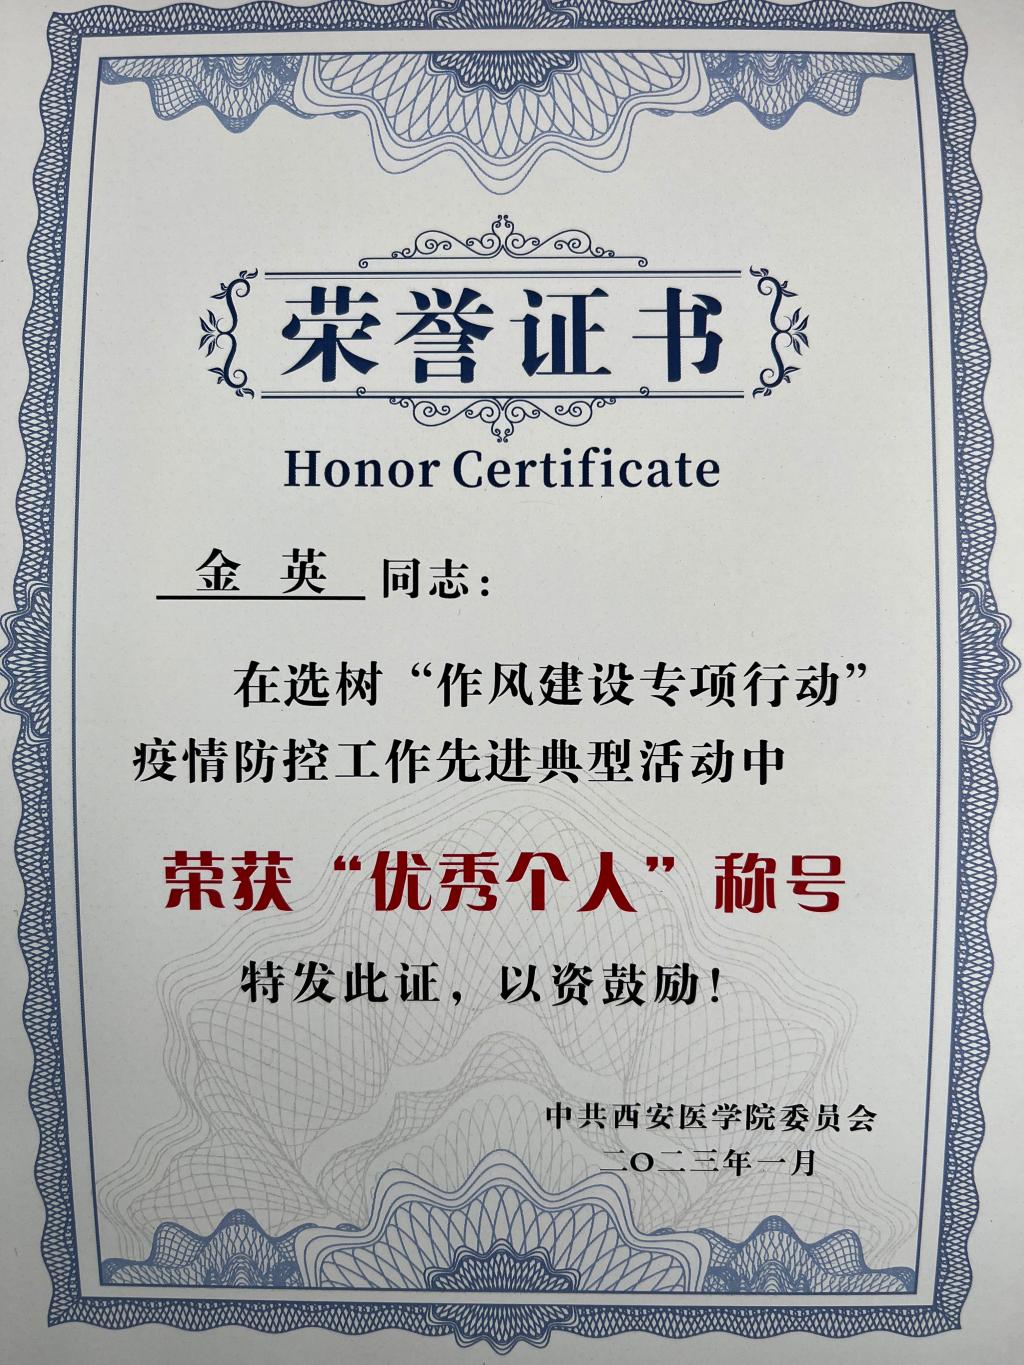 荣誉证书
Honor Certificate
金 英 同志：
在选树“作风建设专项行动”
疫情防控工作先进典型活动中
荣获“优秀个人”称号
特发此证，以资鼓励！
中共西安医学院委员会
二〇二三年一月